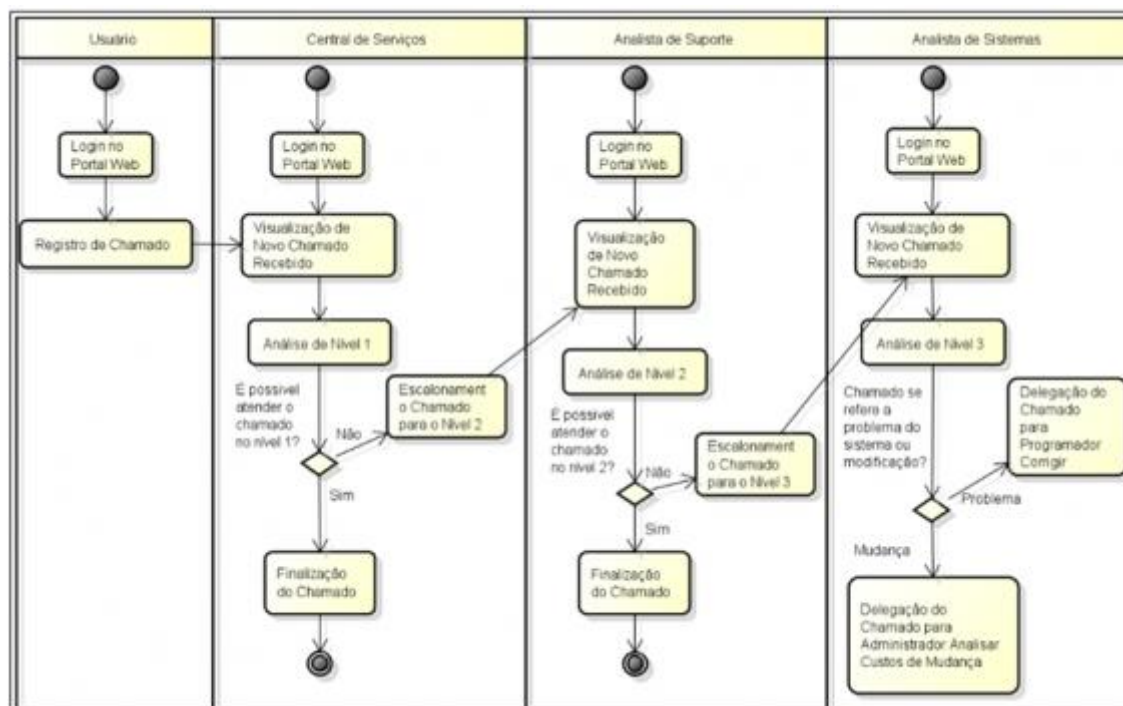 Usuário
Central de Serviços
Analista de Suporte
Analista de Sistemas
Login no
Portal Web
Registro de Chamado
Login no
Portal Web
Visualização de
Novo Chamado
Recebido
Análise de Nível 1
É possível
atender o
chamado
no nível 1?
Não
Escalonament
o Chamado
para o Nível 2
Sim
Finalização
do Chamado
Login no
Portal Web
Visualização
de Novo
Chamado
Recebido
Análise de Nível 2
É possível
atender o
chamado
no nível 2?
Não
Escalonament
o Chamado
para o Nível 3
Sim
Finalização
do Chamado
Login no
Portal Web
Visualização de
Novo Chamado
Recebido
Análise de Nível 3
Chamado se
refere a
problema do
sistema ou
modificação?
Delegação do
Chamado
para
Programador
Corrigir
Problema
Mudança
Delegação do
Chamado para
Administrador Analisar
Custos de Mudança